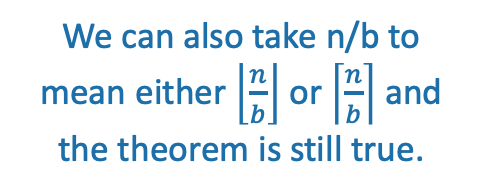 We can also take n/b to
mean either ⌊n/b⌋ or ⌈n/b⌉ and
the theorem is still true.